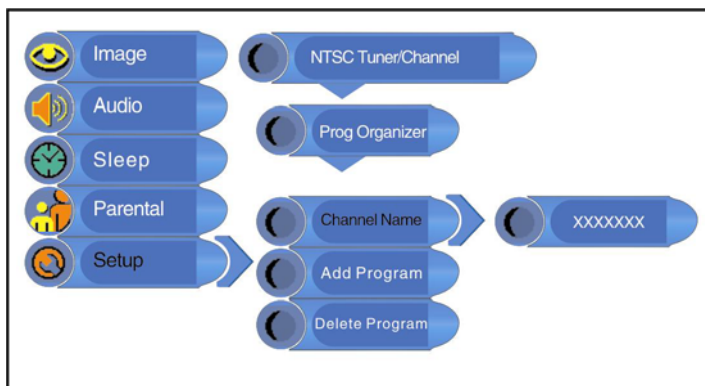 Image
NTSC Tuner/Channel
Audio
Prog Organizer
Sleep
Parental
Channel Name
XXXXXXX
Setup
Add Program
Delete Program